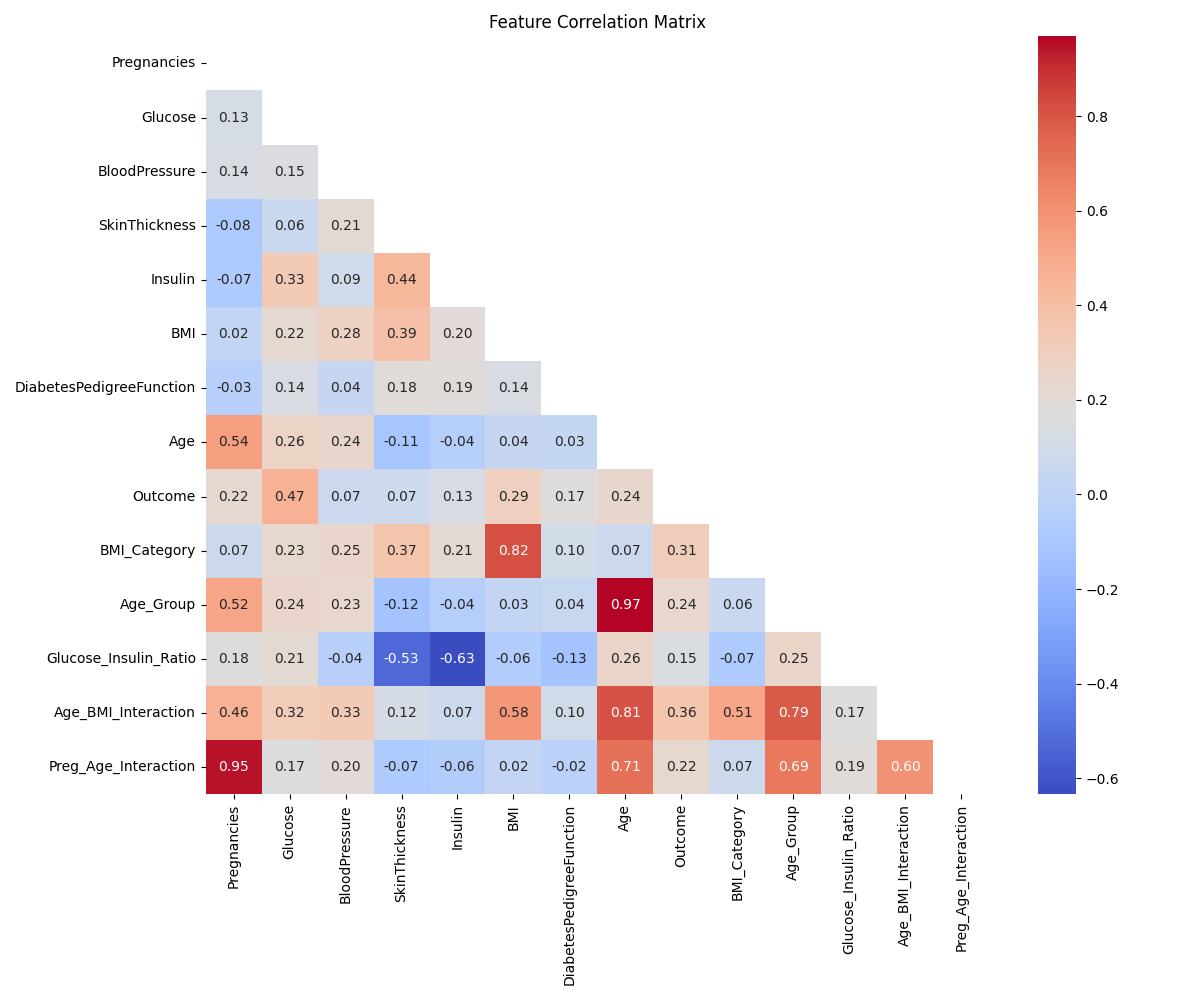 Feature Correlation Matrix
Pregnancies
Glucose 0.13
BloodPressure 0.14 0.15
SkinThickness -0.08 0.06 0.21
Insulin -0.07 0.33 0.09 0.44
BMI 0.02 0.22 0.28 0.39 0.20
DiabetesPedigreeFunction -0.03 0.14 0.04 0.18 0.19 0.14
Age 0.54 0.26 0.24 -0.11 -0.04 0.04 0.03
Outcome 0.22 0.47 0.07 0.07 0.13 0.29 0.17 0.24
BMI_Category 0.07 0.23 0.25 0.37 0.21 0.82 0.10 0.07 0.31
Age_Group 0.52 0.24 0.23 -0.12 -0.04 0.03 0.04 0.97 0.24 0.06
Glucose_Insulin_Ratio 0.18 0.21 -0.04 -0.53 -0.63 -0.06 -0.13 0.26 0.15 -0.07 0.25
Age_BMI_Interaction 0.46 0.32 0.33 0.12 0.07 0.58 0.10 0.81 0.36 0.51 0.79 0.17
Preg_Age_Interaction 0.95 0.17 0.20 -0.07 -0.06 0.02 -0.02 0.71 0.22 0.07 0.69 0.19 0.60
Pregnancies
Glucose
BloodPressure
SkinThickness
Insulin
BMI
DiabetesPedigreeFunction
Age
Outcome
BMI_Category
Age_Group
Glucose_Insulin_Ratio
Age_BMI_Interaction
Preg_Age_Interaction
0.8
0.6
0.4
0.2
0.0
−0.2
−0.4
−0.6